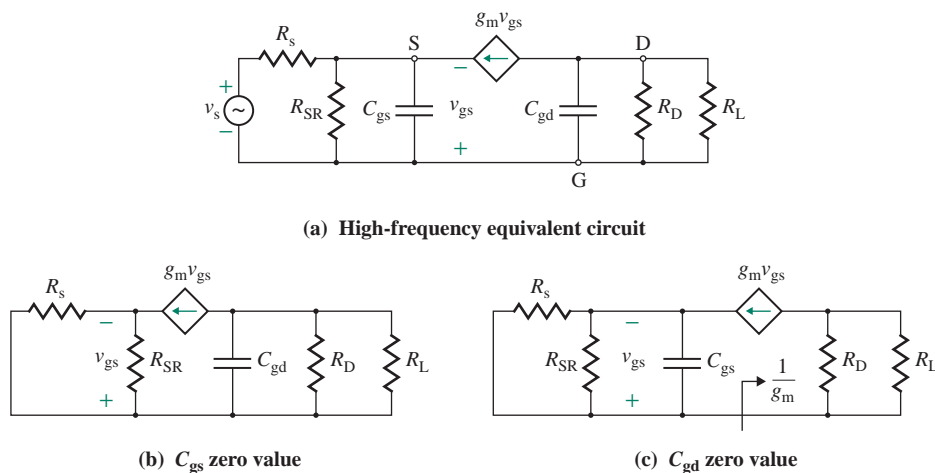 g_m v_gs
R_s
S
D
+
−
v_s
−
R_SR
C_gs
v_gs
+
C_gd
R_D
R_L
G
(a) High-frequency equivalent circuit
g_m v_gs
R_s
−
v_gs
R_SR
C_gd
R_D
R_L
+
(b) C_gs zero value
g_m v_gs
R_s
−
R_SR
v_gs
C_gs
1
g_m
R_D
R_L
+
(c) C_gd zero value